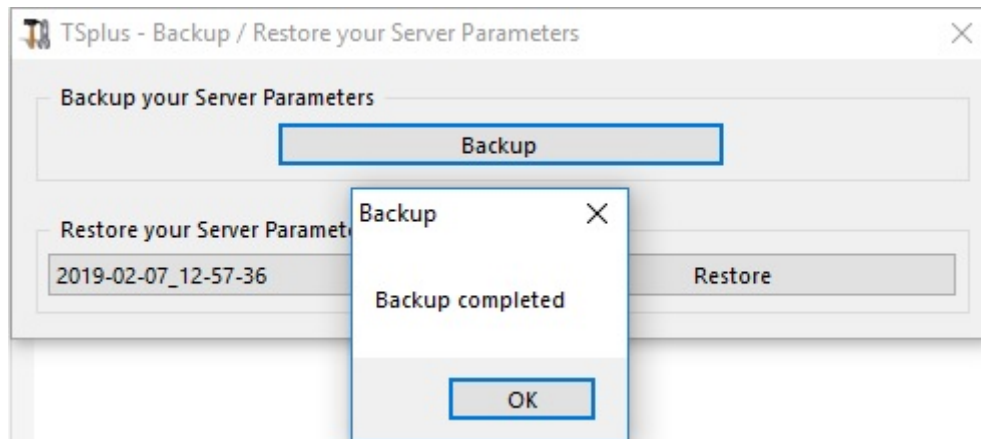 TSplus - Backup / Restore your Server Parameters
Backup your Server Parameters
Backup
Backup
Restore your Server
2019-02-07_12-57-36
Restore
Backup completed
OK